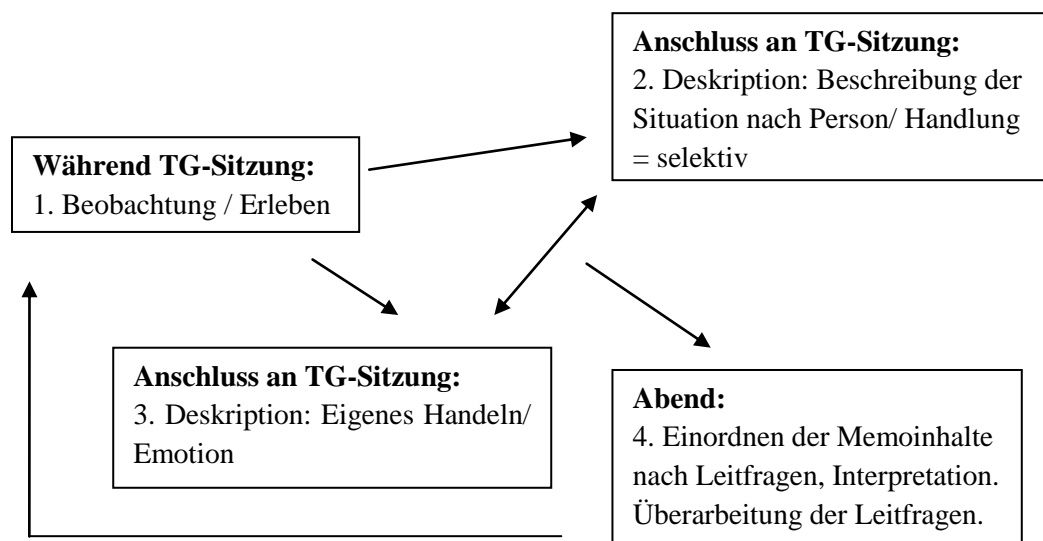 Anschluss an TG-Sitzung:
2. Deskription: Beschreibung der
Situation nach Person/ Handlung
= selektiv
Während TG-Sitzung:
1. Beobachtung / Erleben
Anschluss an TG-Sitzung:
3. Deskription: Eigenes Handeln/
Emotion
Abend:
4. Einordnen der Memoinhalte
nach Leitfragen, Interpretation.
Überarbeitung der Leitfragen.